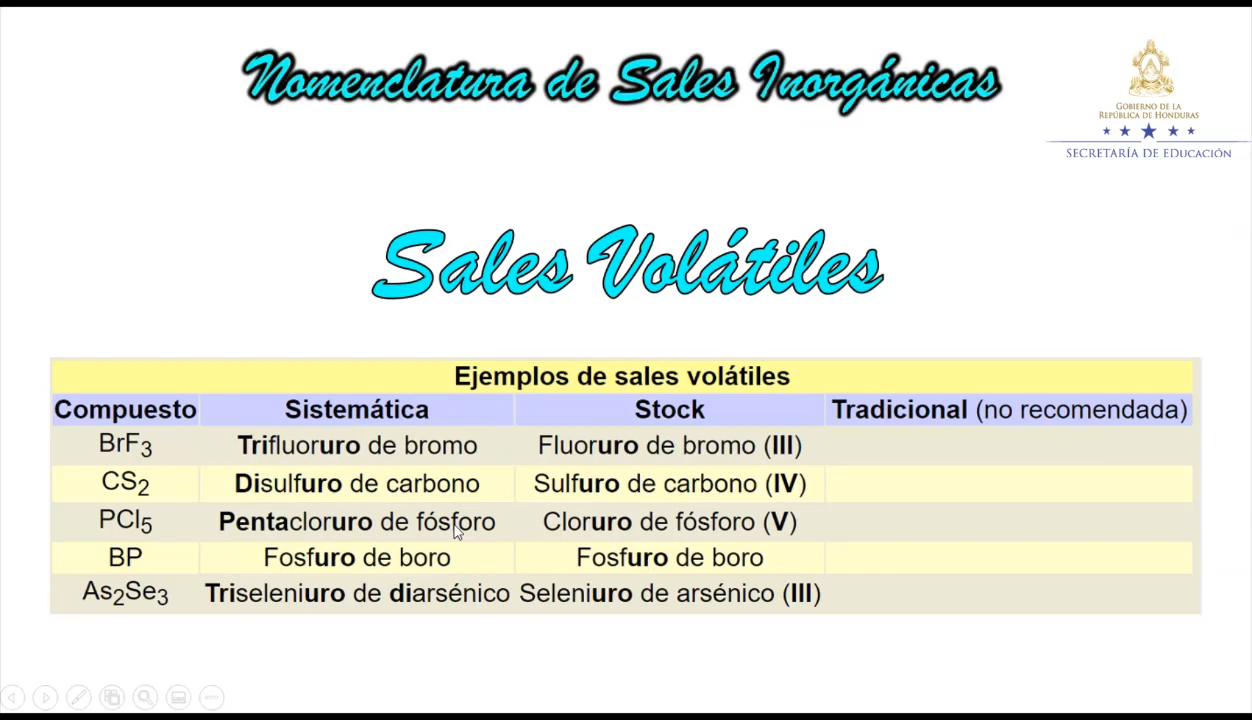 Nomenclatura de Sales Inorgánicas
GOBIERNO DE LA
REPÚBLICA DE HONDURAS
SECRETARÍA DE EDUCACIÓN
Sales Volátiles
Ejemplos de sales volátiles
Compuesto Sistemática Stock Tradicional (no recomendada)
BrF3 Trifluoruro de bromo Fluoruro de bromo (III)
CS2 Disulfuro de carbono Sulfuro de carbono (IV)
PCl5 Pentacloruro de fósforo Cloruro de fósforo (V)
BP Fosfuro de boro Fosfuro de boro
As2Se3 Triseleniuro de diarsénico Seleniuro de arsénico (III)